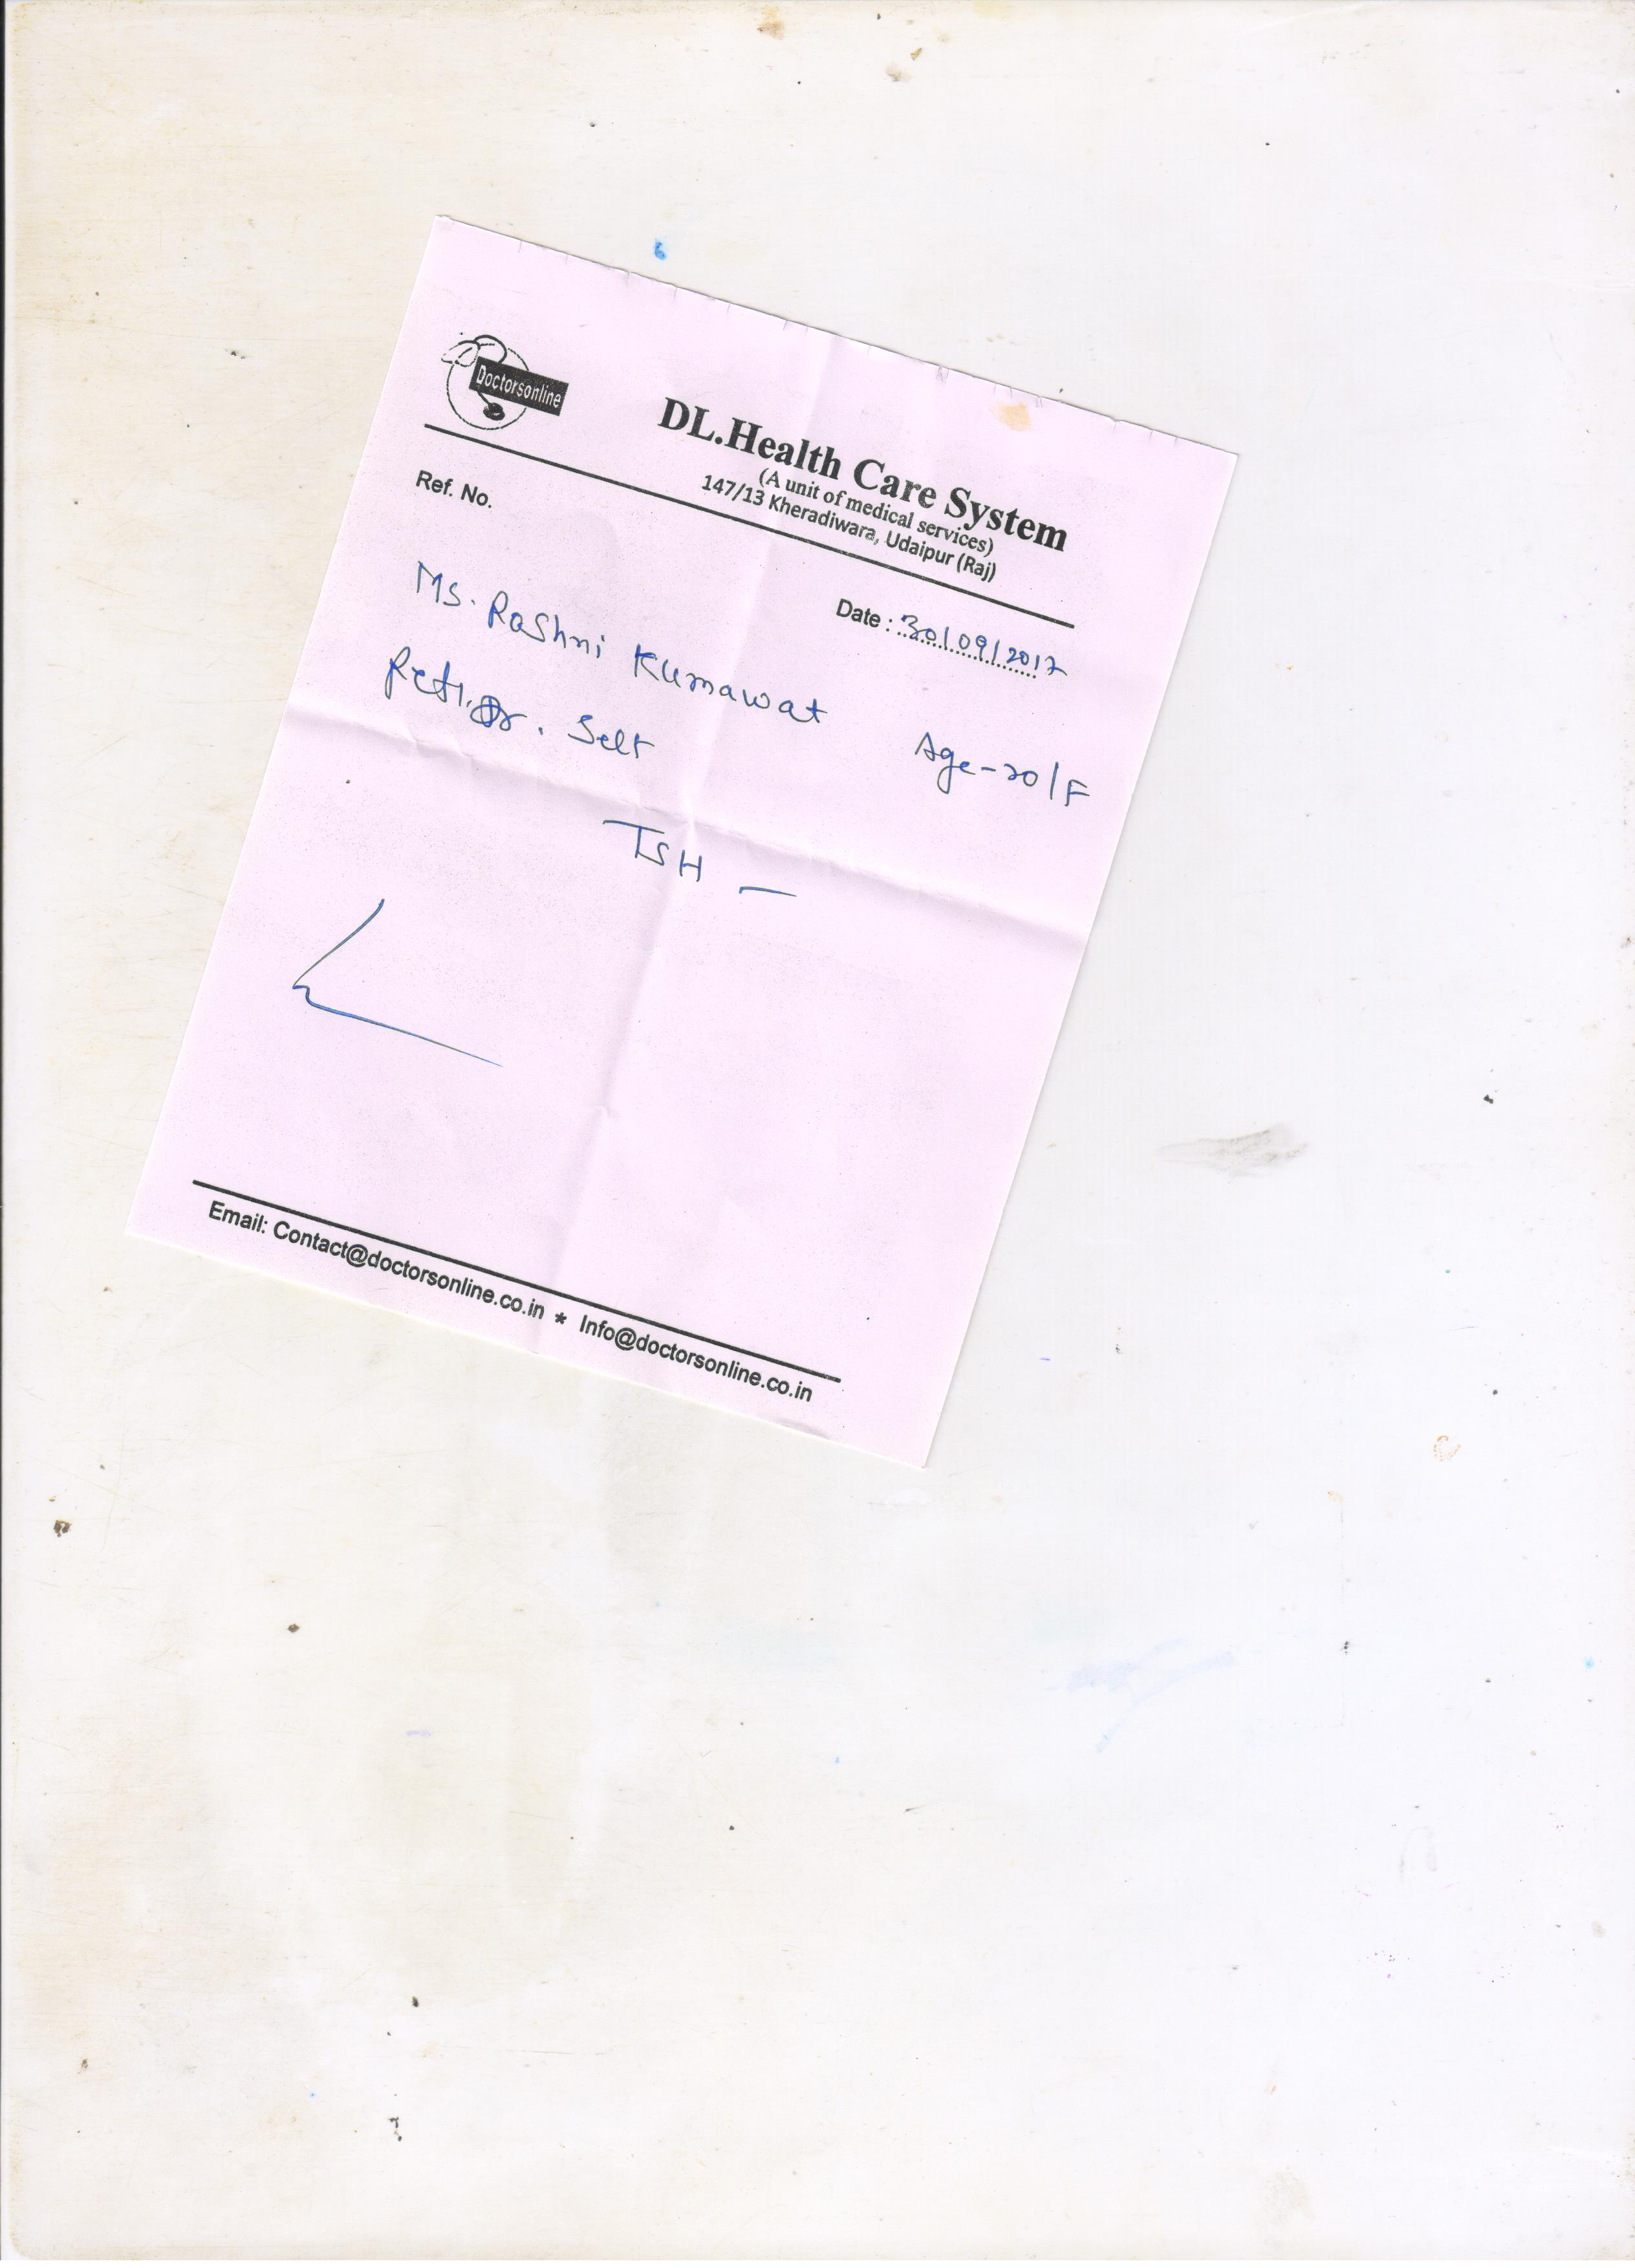 Doctorsonline
DL.Health Care System
(A unit of medical services)
147/13 Kheradiwara, Udaipur (Raj)
Ref. No.
Date : 30/09/2017
Ms. Rashni Kumawat
Age-20/F
Self
TSH —
Email: Contact@doctorsonline.co.in * Info@doctorsonline.co.in